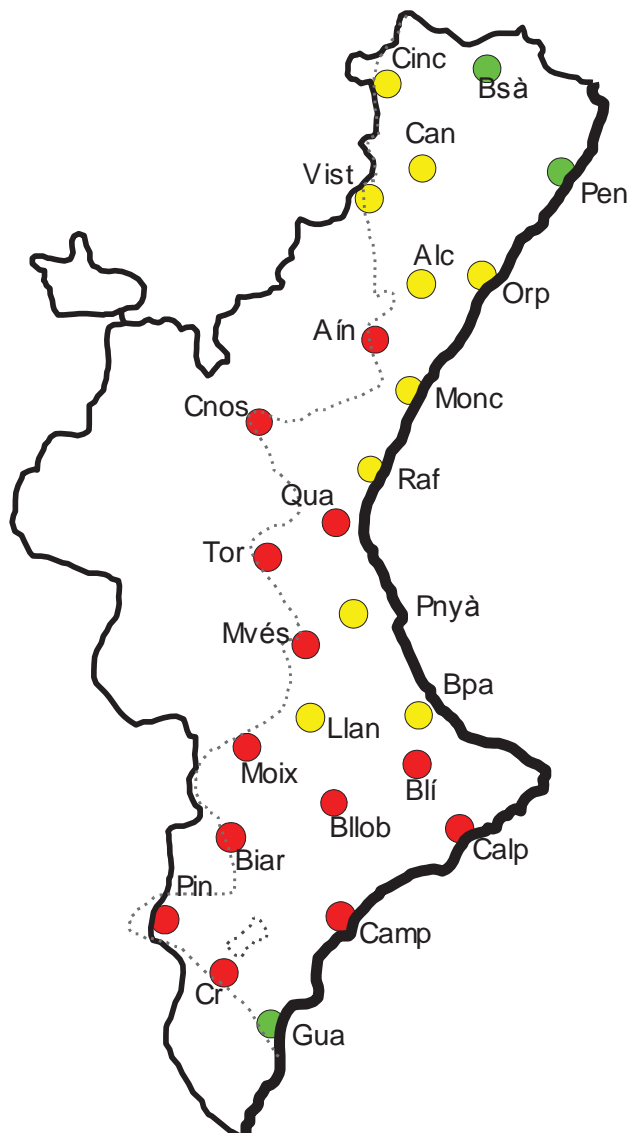 Cinc
Bsà
Can
Vist
Pen
Alc
Orp
Aín
Monc
Cnos
Raf
Qua
Tor
Pnyà
Mvés
Bpa
Llan
Moix
Blí
Bllob
Calp
Biar
Pin
Camp
Cr
Gua